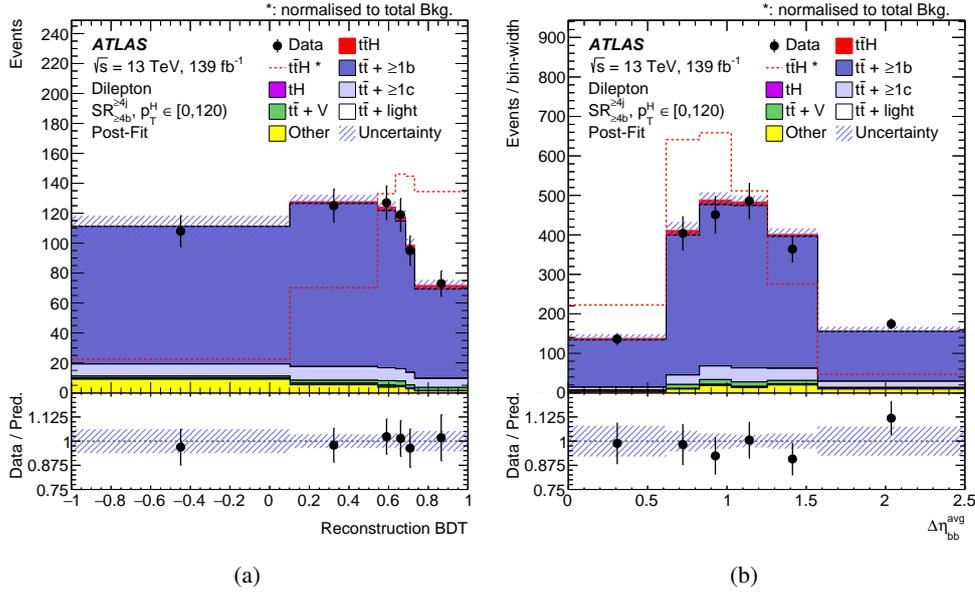 *: normalised to total Bkg.
Events
240
220
200
180
160
140
120
100
80
60
40
20
0
ATLAS
√s = 13 TeV, 139 fb⁻¹
Dilepton
SR≥4j≥4b, pHT ∈ [0,120)
Post-Fit
Data
tt̄H
tt̄H *
tt̄ + ≥1b
tH
tt̄ + ≥1c
tt̄ + V
tt̄ + light
Other
Uncertainty
Data / Pred.
1.125
1
0.875
0.75
−1 −0.8 −0.6 −0.4 −0.2 0 0.2 0.4 0.6 0.8 1
Reconstruction BDT
(a)
*: normalised to total Bkg.
Events / bin-width
900
800
700
600
500
400
300
200
100
0
ATLAS
√s = 13 TeV, 139 fb⁻¹
Dilepton
SR≥4j≥4b, pHT ∈ [0,120)
Post-Fit
Data
tt̄H
tt̄H *
tt̄ + ≥1b
tH
tt̄ + ≥1c
tt̄ + V
tt̄ + light
Other
Uncertainty
Data / Pred.
1.125
1
0.875
0.75
0 0.5 1 1.5 2 2.5
Δηavgbb
(b)